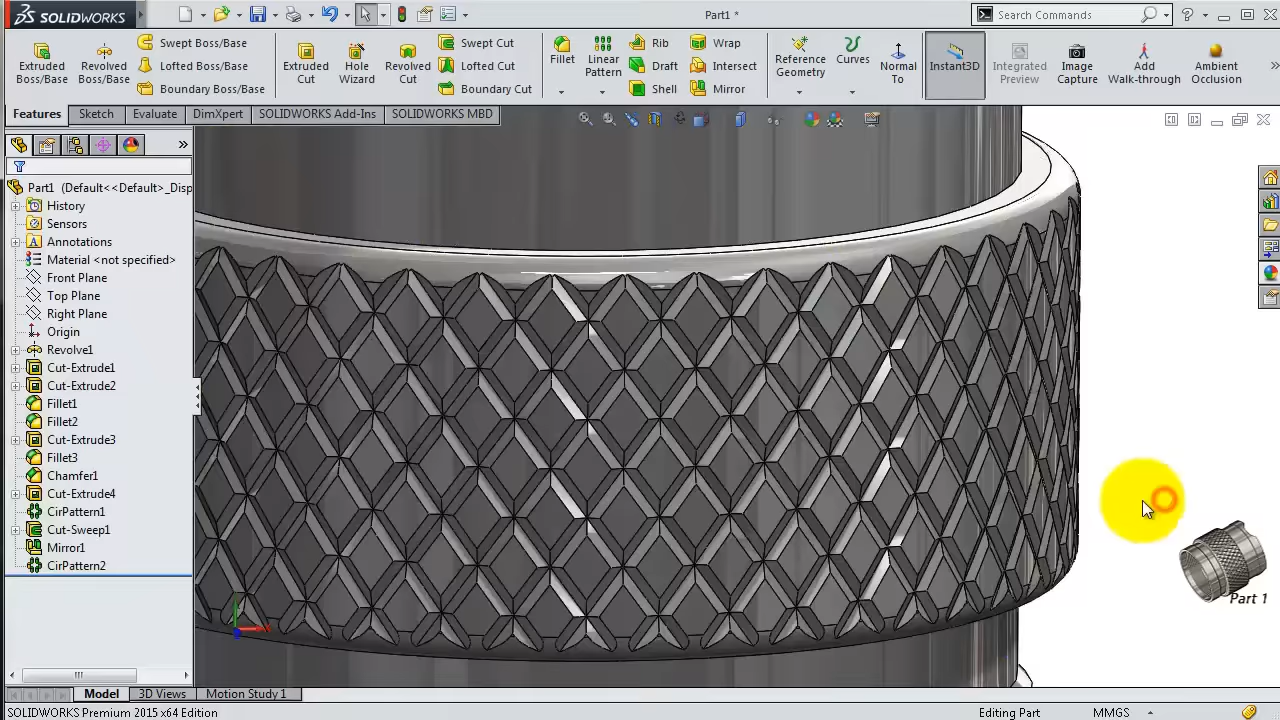 SOLIDWORKS
Part1 *
Search Commands
Extruded Boss/Base
Revolved Boss/Base
Swept Boss/Base
Lofted Boss/Base
Boundary Boss/Base
Extruded Cut
Hole Wizard
Revolved Cut
Swept Cut
Lofted Cut
Boundary Cut
Fillet
Linear Pattern
Rib
Draft
Shell
Wrap
Intersect
Mirror
Reference Geometry
Curves
Normal To
Instant3D
Integrated Preview
Image Capture
Add Walk-through
Ambient Occlusion
Features
Sketch
Evaluate
DimXpert
SOLIDWORKS Add-Ins
SOLIDWORKS MBD
Part1 (Default<<Default>_Disp
History
Sensors
Annotations
Material <not specified>
Front Plane
Top Plane
Right Plane
Origin
Revolve1
Cut-Extrude1
Cut-Extrude2
Fillet1
Fillet2
Cut-Extrude3
Fillet3
Chamfer1
Cut-Extrude4
CirPattern1
Cut-Sweep1
Mirror1
CirPattern2
Part 1
Model
3D Views
Motion Study 1
SOLIDWORKS Premium 2015 x64 Edition
Editing Part
MMGS